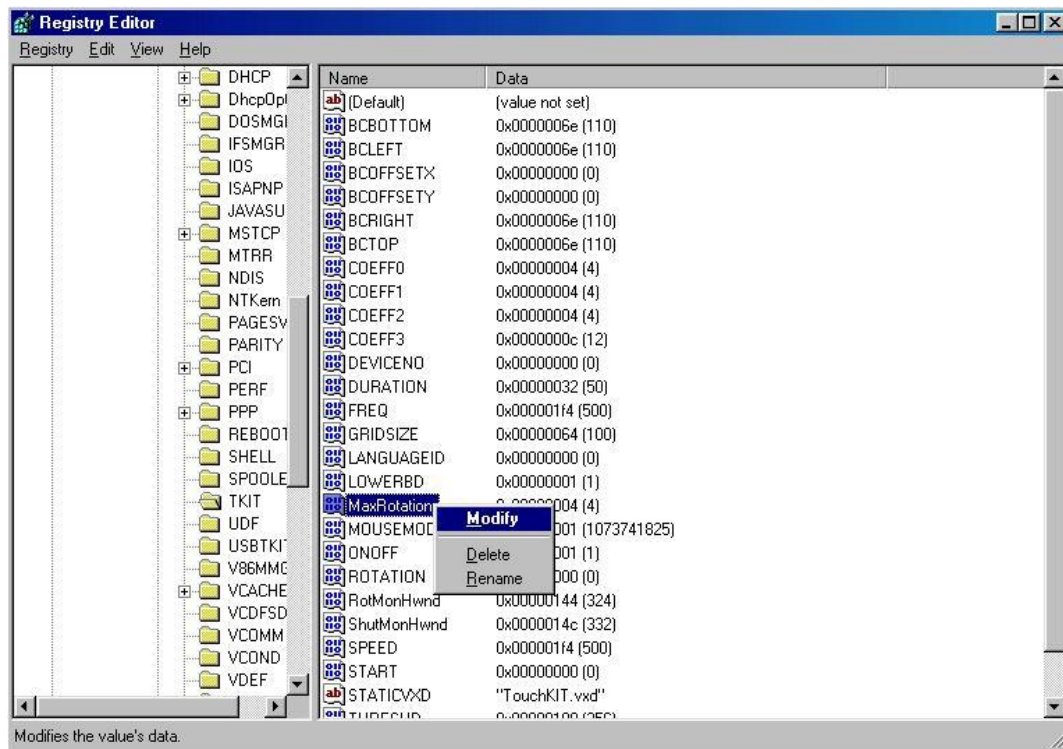 Registry Editor
Registry Edit View Help
DHCP
DhcpOp
DOSMG
IFSMGR
IOS
ISAPNP
JAVASU
MSTCP
MTRR
NDIS
NTKern
PAGESV
PARITY
PCI
PERF
PPP
REBOOT
SHELL
SPOOLE
TKIT
UDF
USBTKI
V86MM
VCACHE
VCDFSD
VCOMM
VCOND
VDEF
Name Data
(Default) (value not set)
BCBOTTOM 0x0000006e (110)
BCLEFT 0x0000006e (110)
BCOFFSETX 0x00000000 (0)
BCOFFSETY 0x00000000 (0)
BCRIGHT 0x0000006e (110)
BCTOP 0x0000006e (110)
COEFF0 0x00000004 (4)
COEFF1 0x00000004 (4)
COEFF2 0x00000004 (4)
COEFF3 0x0000000c (12)
DEVICENO 0x00000000 (0)
DURATION 0x00000032 (50)
FREQ 0x000001f4 (500)
GRIDSIZE 0x00000064 (100)
LANGUAGEID 0x00000000 (0)
LOWERBD 0x00000001 (1)
MaxRotation 004 (4)
MOUSEMOD 001 (1073741825)
ONOFF 001 (1)
ROTATION 000 (0)
Modify
Delete
Rename
RotMonHwnd 0x00000144 (324)
ShutMonHwnd 0x0000014c (332)
SPEED 0x000001f4 (500)
START 0x00000000 (0)
STATICVXD "TouchKIT.vxd"
Modifies the value's data.